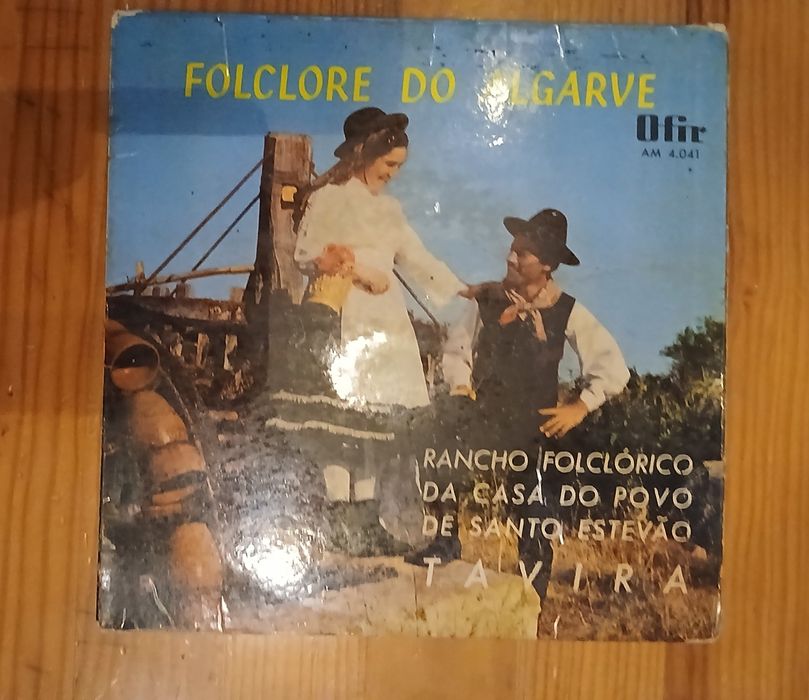 FOLCLORE DO ALGARVE
Ofir
AM 4.041
RANCHO FOLCLÓRICO
DA CASA DO POVO
DE SANTO ESTEVÃO
TAVIRA